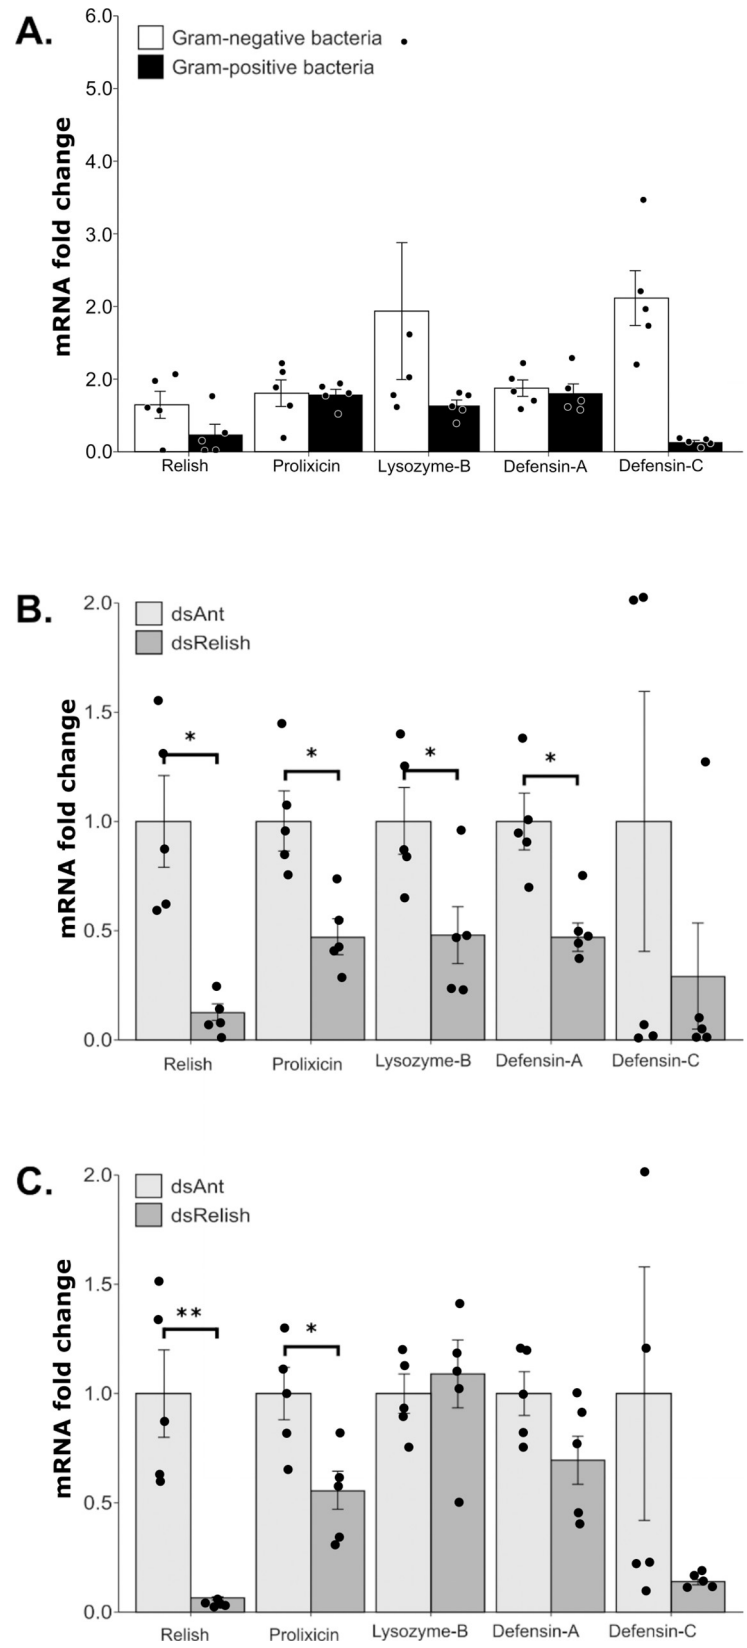 A.
Gram-negative bacteria
Gram-positive bacteria
mRNA fold change
6.0
5.0
4.0
3.0
2.0
2.0
0.0
Relish Prolixicin Lysozyme-B Defensin-A Defensin-C
B.
dsAnt
dsRelish
mRNA fold change
2.0
1.5
1.0
0.5
0.0
* * * *
Relish Prolixicin Lysozyme-B Defensin-A Defensin-C
C.
dsAnt
dsRelish
mRNA fold change
2.0
1.5
1.0
0.5
0.0
** *
Relish Prolixicin Lysozyme-B Defensin-A Defensin-C